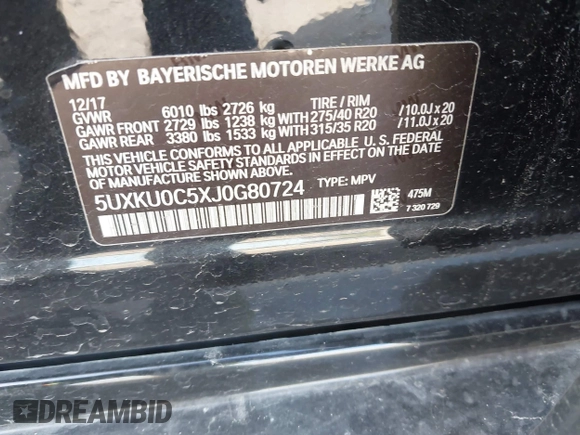 MFD BY BAYERISCHE MOTOREN WERKE AG
12/17
GVWR 6010 lbs 2726 kg TIRE / RIM
GAWR FRONT 2729 lbs 1238 kg WITH 275/40 R20 /10.0J x 20
GAWR REAR 3380 lbs 1533 kg WITH 315/35 R20 /11.0J x 20
THIS VEHICLE CONFORMS TO ALL APPLICABLE U.S. FEDERAL
MOTOR VEHICLE SAFETY STANDARDS IN EFFECT ON THE DATE
OF MANUFACTURE SHOWN ABOVE.
5UXKU0C5XJ0G80724 TYPE: MPV
475M
7 320 729
DREAMBID